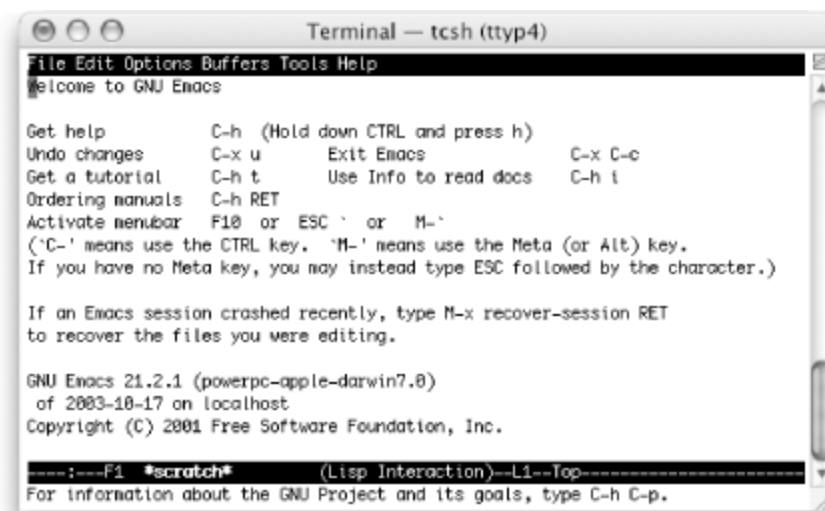 Terminal — tcsh (ttyp4)
File Edit Options Buffers Tools Help
Welcome to GNU Emacs
Get help C-h (Hold down CTRL and press h)
Undo changes C-x u Exit Emacs C-x C-c
Get a tutorial C-h t Use Info to read docs C-h i
Ordering manuals C-h RET
Activate menubar F10 or ESC ` or M-`
(`C-' means use the CTRL key. `M-' means use the Meta (or Alt) key.
If you have no Meta key, you may instead type ESC followed by the character.)
If an Emacs session crashed recently, type M-x recover-session RET
to recover the files you were editing.
GNU Emacs 21.2.1 (powerpc-apple-darwin7.0)
of 2003-10-17 on localhost
Copyright (C) 2001 Free Software Foundation, Inc.
----:---F1 *scratch* (Lisp Interaction)--L1--Top-----------------------
For information about the GNU Project and its goals, type C-h C-p.